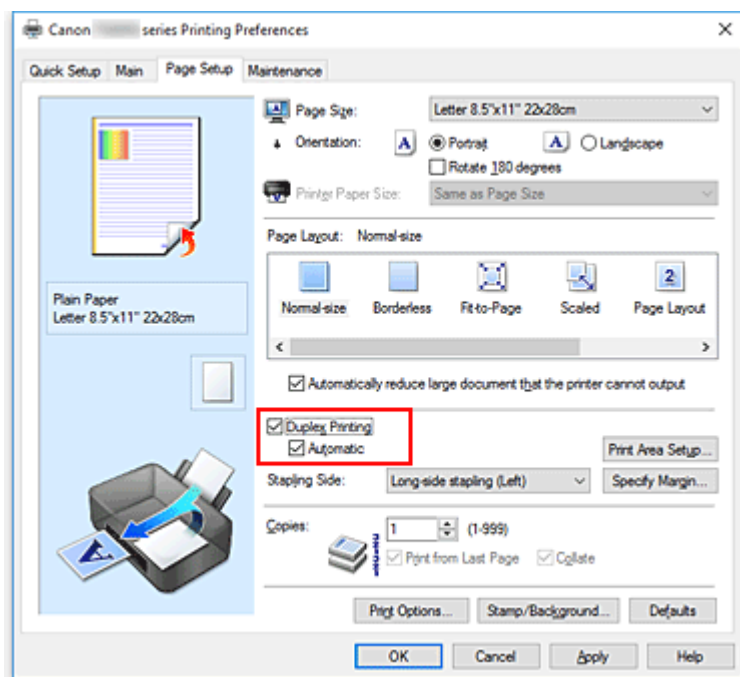 Canon series Printing Preferences
Quick Setup Main Page Setup Maintenance
Page Size: Letter 8.5"x11" 22x28cm
Orientation: A Portrait A Landscape
Rotate 180 degrees
Printer Paper Size: Same as Page Size
Page Layout: Normal-size
2
Normal-size Borderless Fit-to-Page Scaled Page Layout
Plain Paper
Letter 8.5"x11" 22x28cm
Automatically reduce large document that the printer cannot output
Duplex Printing
Automatic
Print Area Setup...
Stapling Side: Long-side stapling (Left) Specify Margin...
Copies: 1 (1-999)
Print from Last Page Collate
A
Print Options... Stamp/Background... Defaults
OK Cancel Apply Help